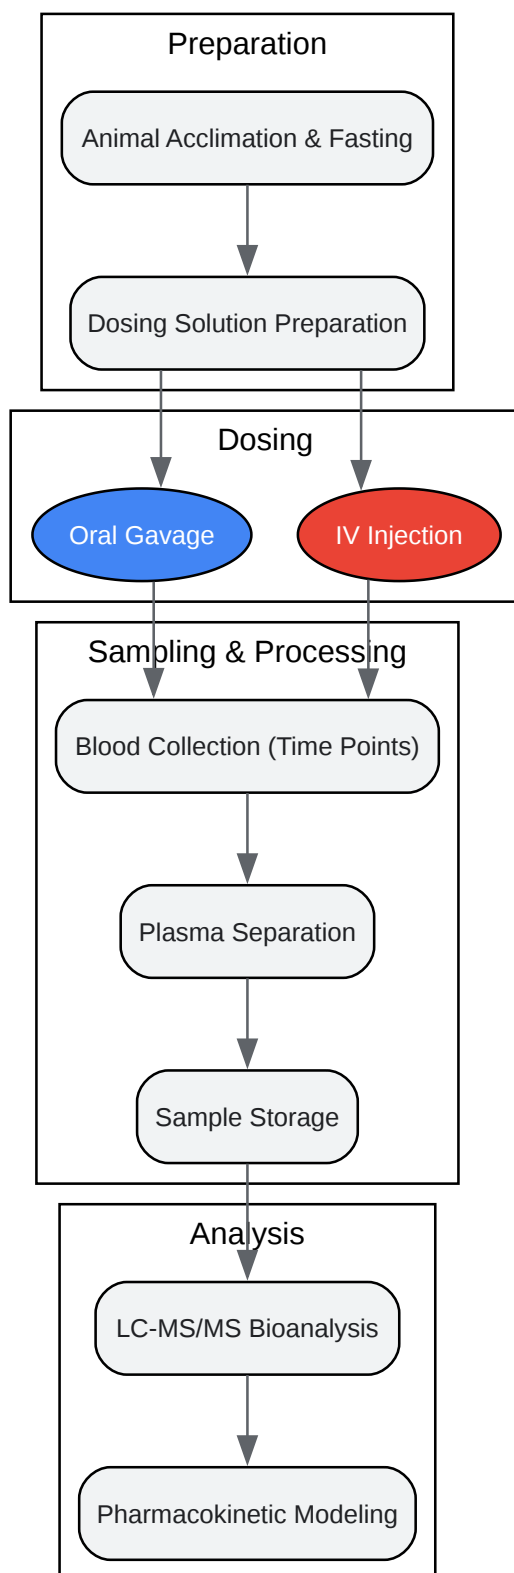 Preparation
Animal Acclimation & Fasting
Dosing Solution Preparation
Dosing
Oral Gavage
IV Injection
Sampling & Processing
Blood Collection (Time Points)
Plasma Separation
Sample Storage
Analysis
LC-MS/MS Bioanalysis
Pharmacokinetic Modeling